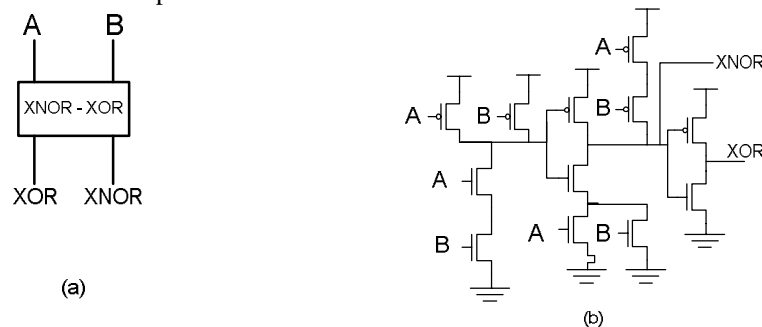 A B
XNOR - XOR
XOR XNOR
(a)
A
XNOR
A B B
XOR
A
B A B
(b)